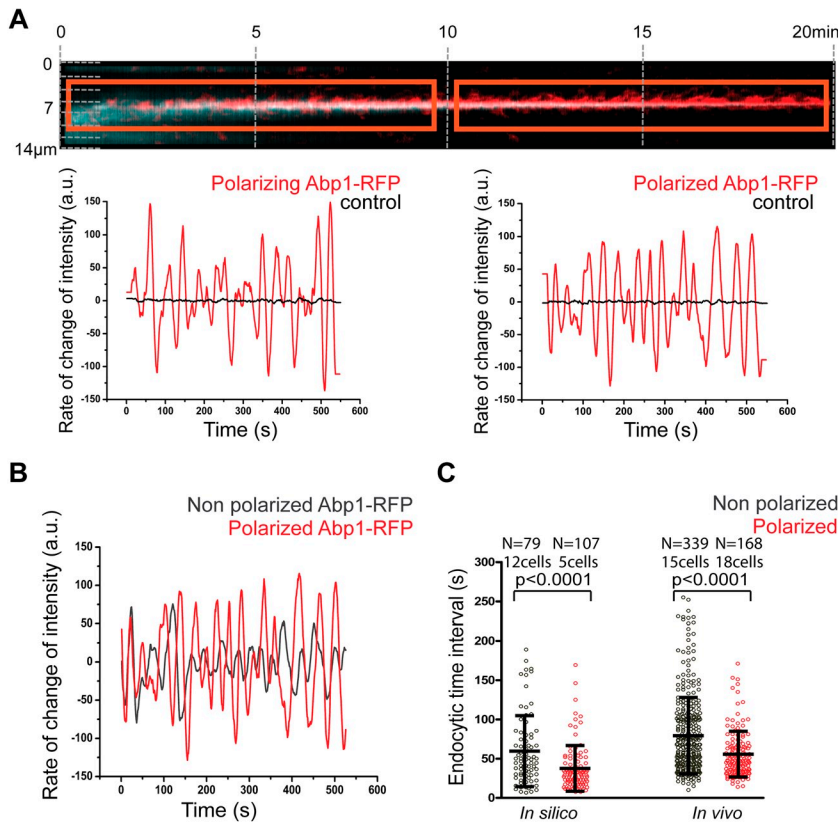 A
0 5 10 15 20min
0
7
14µm
Polarizing Abp1-RFP
control
Rate of change of intensity (a.u.)
150
100
50
0
-50
-100
-150
0 100 200 300 400 500 600
Time (s)
Polarized Abp1-RFP
control
Rate of change of intensity (a.u.)
150
100
50
0
-50
-100
-150
0 100 200 300 400 500 600
Time (s)
B
Non polarized Abp1-RFP
Polarized Abp1-RFP
Rate of change of intensity (a.u.)
150
100
50
0
-50
-100
-150
0 100 200 300 400 500 600
Time (s)
C
Non polarized
Polarized
N=79 N=107 N=339 N=168
12cells 5cells 15cells 18cells
p<0.0001 p<0.0001
Endocytic time interval (s)
300
250
200
150
100
50
0
In silico In vivo